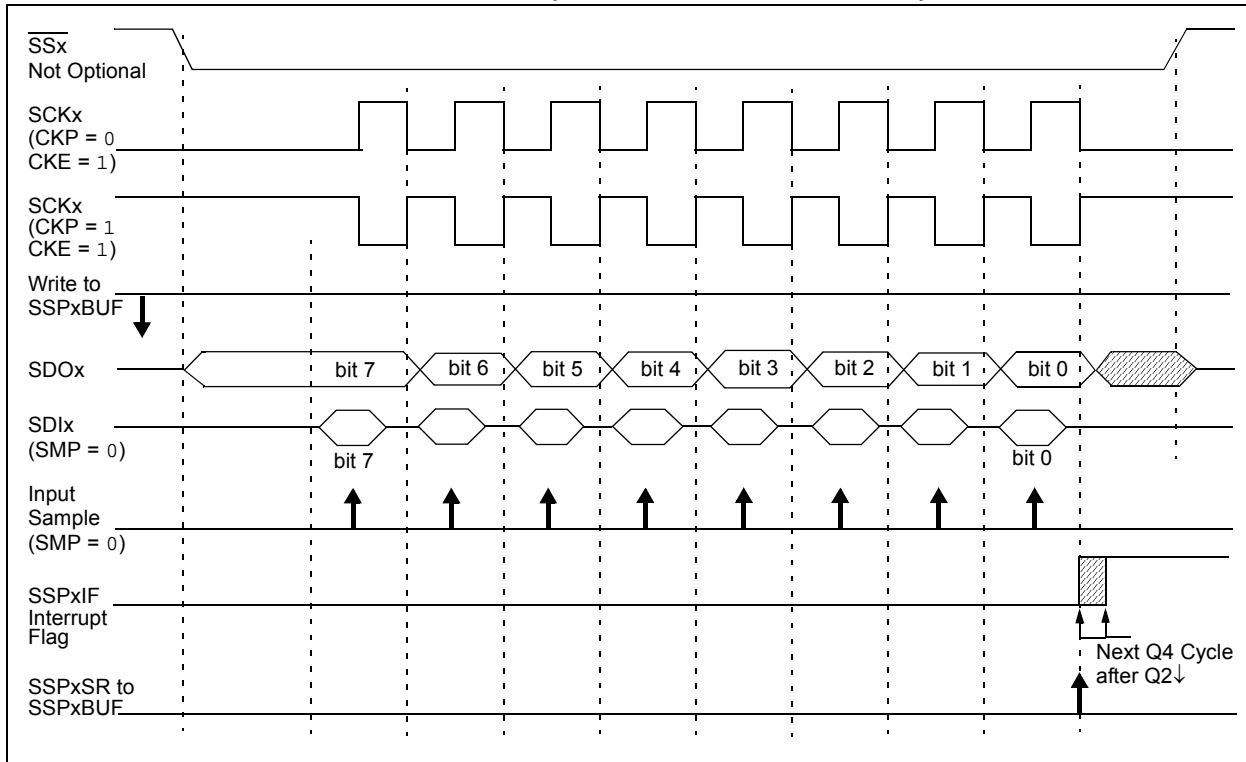 SSx
Not Optional
SCKx
(CKP = 0
CKE = 1)
SCKx
(CKP = 1
CKE = 1)
Write to
SSPxBUF
SDOx
bit 7 bit 6 bit 5 bit 4 bit 3 bit 2 bit 1 bit 0
SDIx
(SMP = 0)
bit 7 bit 0
Input
Sample
(SMP = 0)
SSPxIF
Interrupt
Flag
Next Q4 Cycle
after Q2↓
SSPxSR to
SSPxBUF